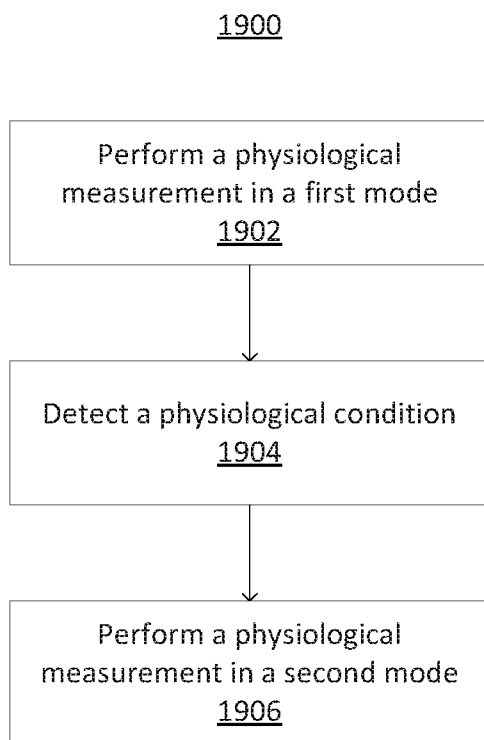 1900
Perform a physiological
measurement in a first mode
1902
Detect a physiological condition
1904
Perform a physiological
measurement in a second mode
1906